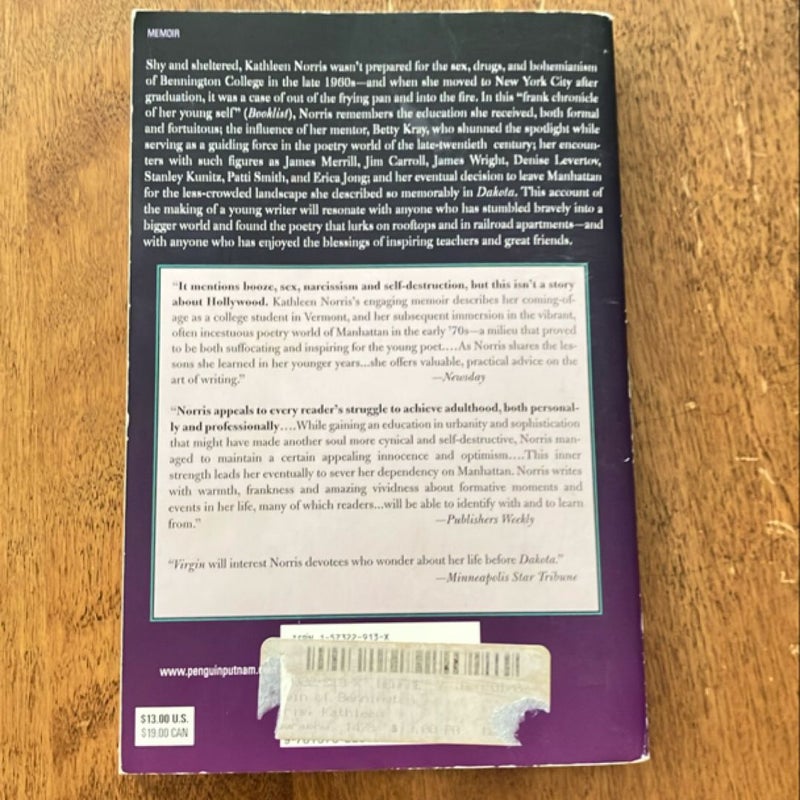 MEMOIR
Shy and sheltered, Kathleen Norris wasn't prepared for the sex, drugs, and bohemianism
of Bennington College in the late 1960s—and when she moved to New York City after
graduation, it was a case of out of the frying pan and into the fire. In this "frank chronicle
of her young self" (Booklist), Norris remembers the education she received, both formal
and fortuitous; the influence of her mentor, Betty Kray, who shunned the spotlight while
serving as a guiding force in the poetry world of the late-twentieth century; her encoun-
ters with such figures as James Merrill, Jim Carroll, James Wright, Denise Levertov,
Stanley Kunitz, Patti Smith, and Erica Jong; and her eventual decision to leave Manhattan
for the less-crowded landscape she described so memorably in Dakota. This account of
the making of a young writer will resonate with anyone who has stumbled bravely into a
bigger world and found the poetry that lurks on rooftops and in railroad apartments—and
with anyone who has enjoyed the blessings of inspiring teachers and great friends.
"It mentions booze, sex, narcissism and self-destruction, but this isn't a story
about Hollywood. Kathleen Norris's engaging memoir describes her coming-of-
age as a college student in Vermont, and her subsequent immersion in the vibrant,
often incestuous poetry world of Manhattan in the early '70s—a milieu that proved
to be both suffocating and inspiring for the young poet....As Norris shares the les-
sons she learned in her younger years...she offers valuable, practical advice on the
art of writing." —Newsday
"Norris appeals to every reader's struggle to achieve adulthood, both personal-
ly and professionally....While gaining an education in urbanity and sophistication
that might have made another soul more cynical and self-destructive, Norris man-
aged to maintain a certain appealing innocence and optimism....This inner
strength leads her eventually to sever her dependency on Manhattan. Norris writes
with warmth, frankness and amazing vividness about formative moments and
events in her life, many of which readers...will be able to identify with and to learn
from." —Publishers Weekly
"Virgin will interest Norris devotees who wonder about her life before Dakota."
—Minneapolis Star Tribune
ISBN 1-57322-913-X
www.penguinputnam.c
of Bennington
Kathleen
$13.00 U.S.
$19.00 CAN